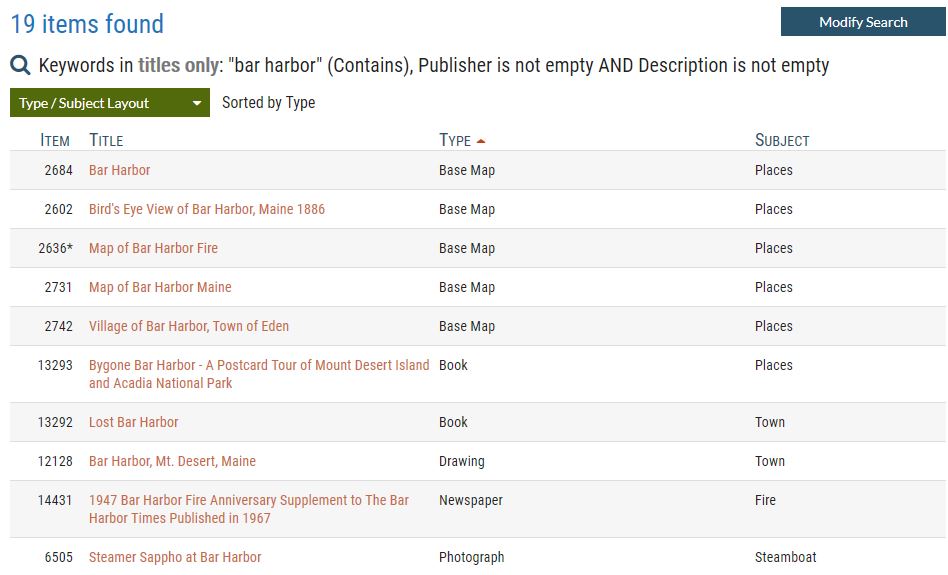 19 items found
Modify Search
Keywords in titles only: "bar harbor" (Contains), Publisher is not empty AND Description is not empty
Type / Subject Layout Sorted by Type
ITEM TITLE TYPE SUBJECT
2684 Bar Harbor Base Map Places
2602 Bird's Eye View of Bar Harbor, Maine 1886 Base Map Places
2636* Map of Bar Harbor Fire Base Map Places
2731 Map of Bar Harbor Maine Base Map Places
2742 Village of Bar Harbor, Town of Eden Base Map Places
13293 Bygone Bar Harbor - A Postcard Tour of Mount Desert Island Book Places
and Acadia National Park
13292 Lost Bar Harbor Book Town
12128 Bar Harbor, Mt. Desert, Maine Drawing Town
14431 1947 Bar Harbor Fire Anniversary Supplement to The Bar Newspaper Fire
Harbor Times Published in 1967
6505 Steamer Sappho at Bar Harbor Photograph Steamboat